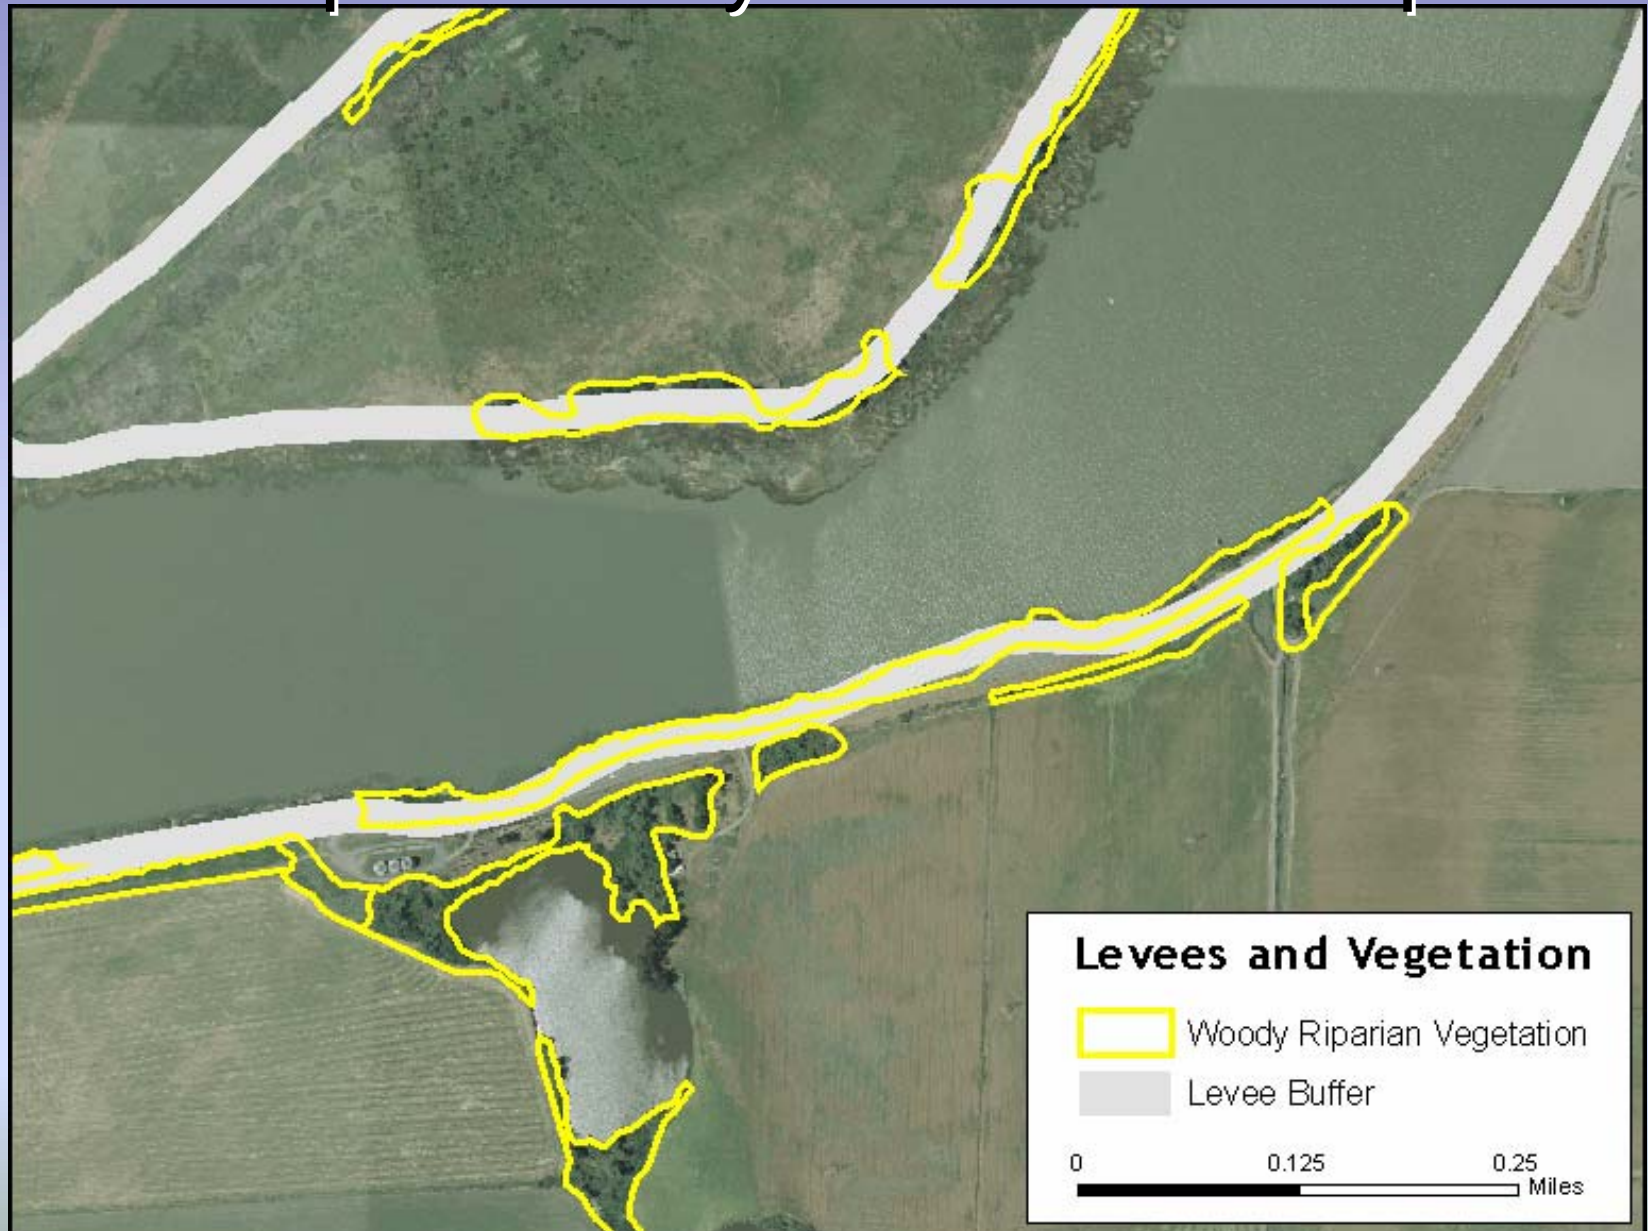 Levees and Vegetation
Woody Riparian Vegetation
Levee Buffer
0 0.125 0.25
Miles